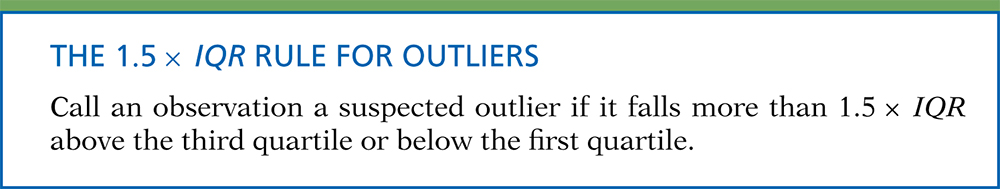 THE 1.5 × IQR RULE FOR OUTLIERS
Call an observation a suspected outlier if it falls more than 1.5 × IQR
above the third quartile or below the first quartile.